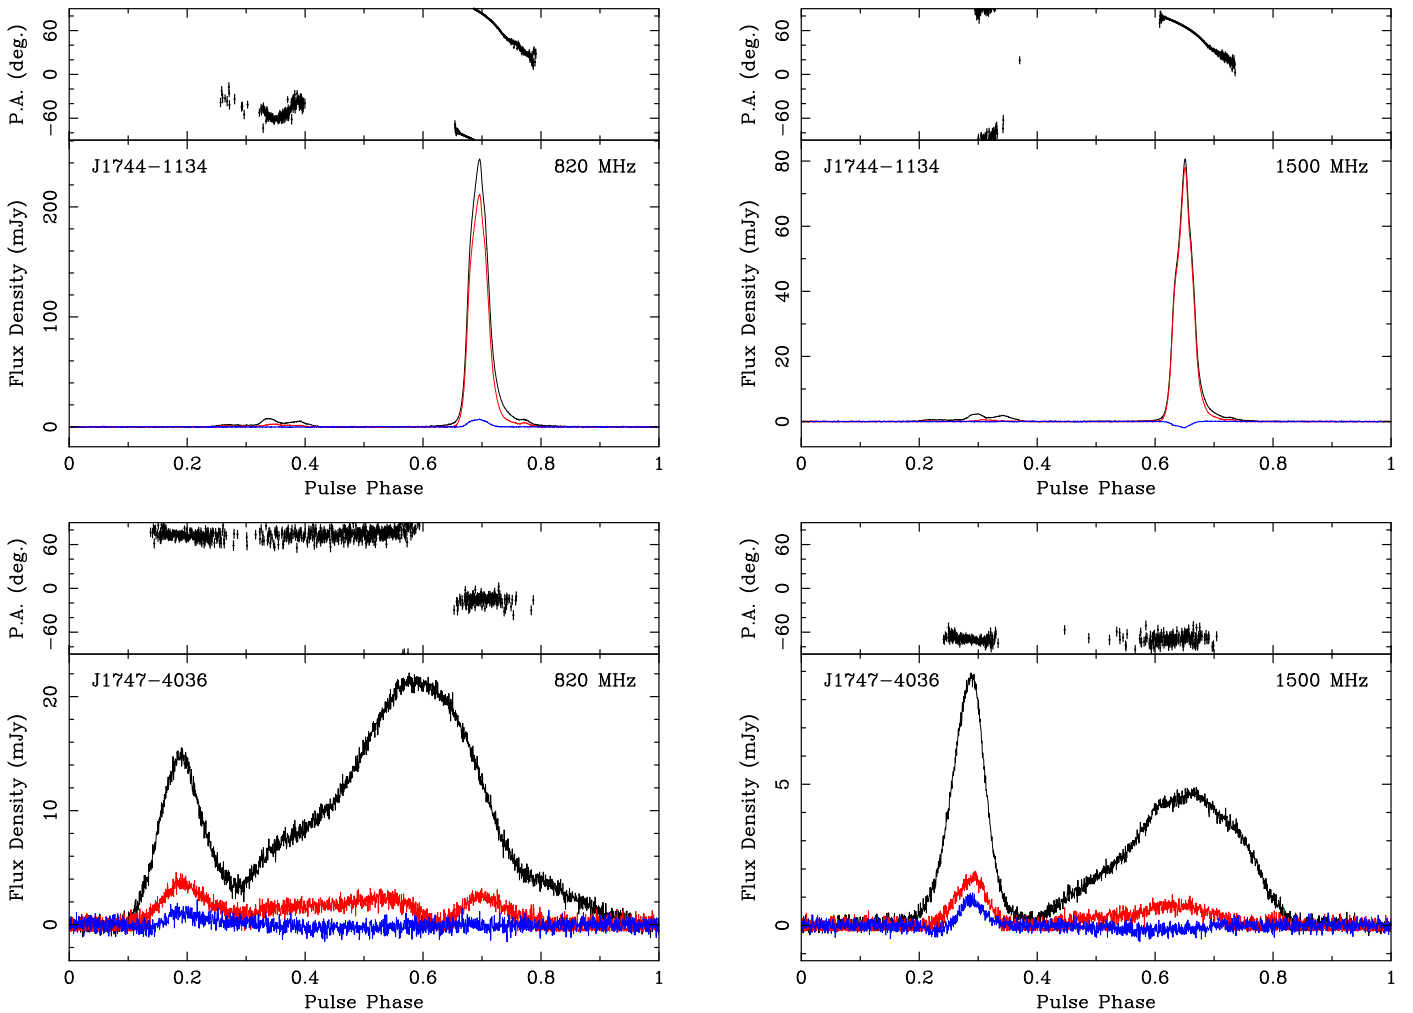 P.A. (deg.)
60
0
−60
J1744−1134
820 MHz
Flux Density (mJy)
200
100
0
0 0.2 0.4 0.6 0.8 1
Pulse Phase
P.A. (deg.)
60
0
−60
J1744−1134
1500 MHz
Flux Density (mJy)
80
60
40
20
0
0 0.2 0.4 0.6 0.8 1
Pulse Phase
P.A. (deg.)
60
0
−60
J1747−4036
820 MHz
Flux Density (mJy)
20
10
0
0 0.2 0.4 0.6 0.8 1
Pulse Phase
P.A. (deg.)
60
0
−60
J1747−4036
1500 MHz
Flux Density (mJy)
5
0
0 0.2 0.4 0.6 0.8 1
Pulse Phase